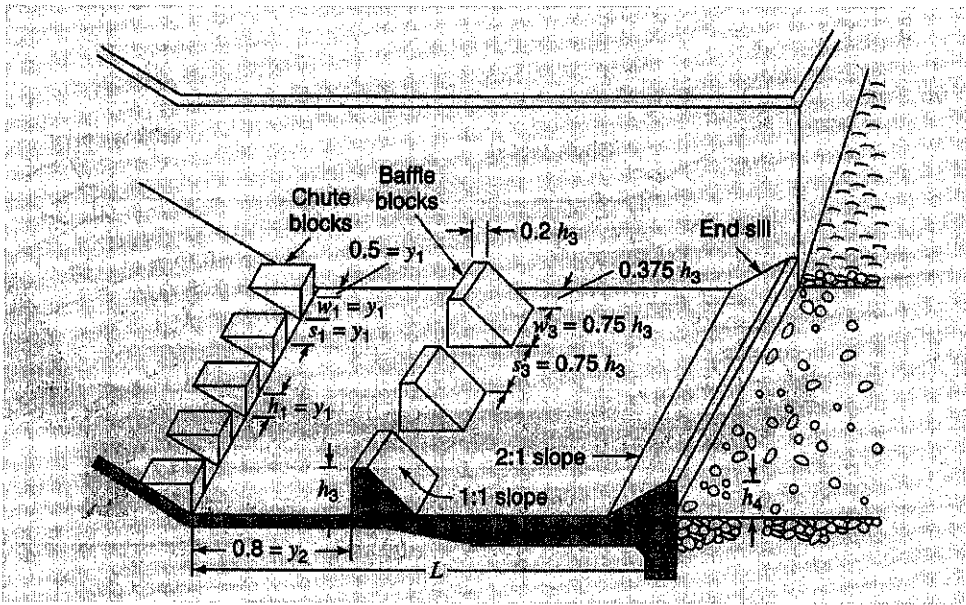 Chute
blocks
Baffle
blocks
0.5 = y₁
0.2 h₃
End sill
0.375 h₃
w₁ = y₁
s₁ = y₁
w₃ = 0.75 h₃
s₃ = 0.75 h₃
h₁ = y₁
2:1 slope
h₃
1:1 slope
h₄
0.8 = y₂
L